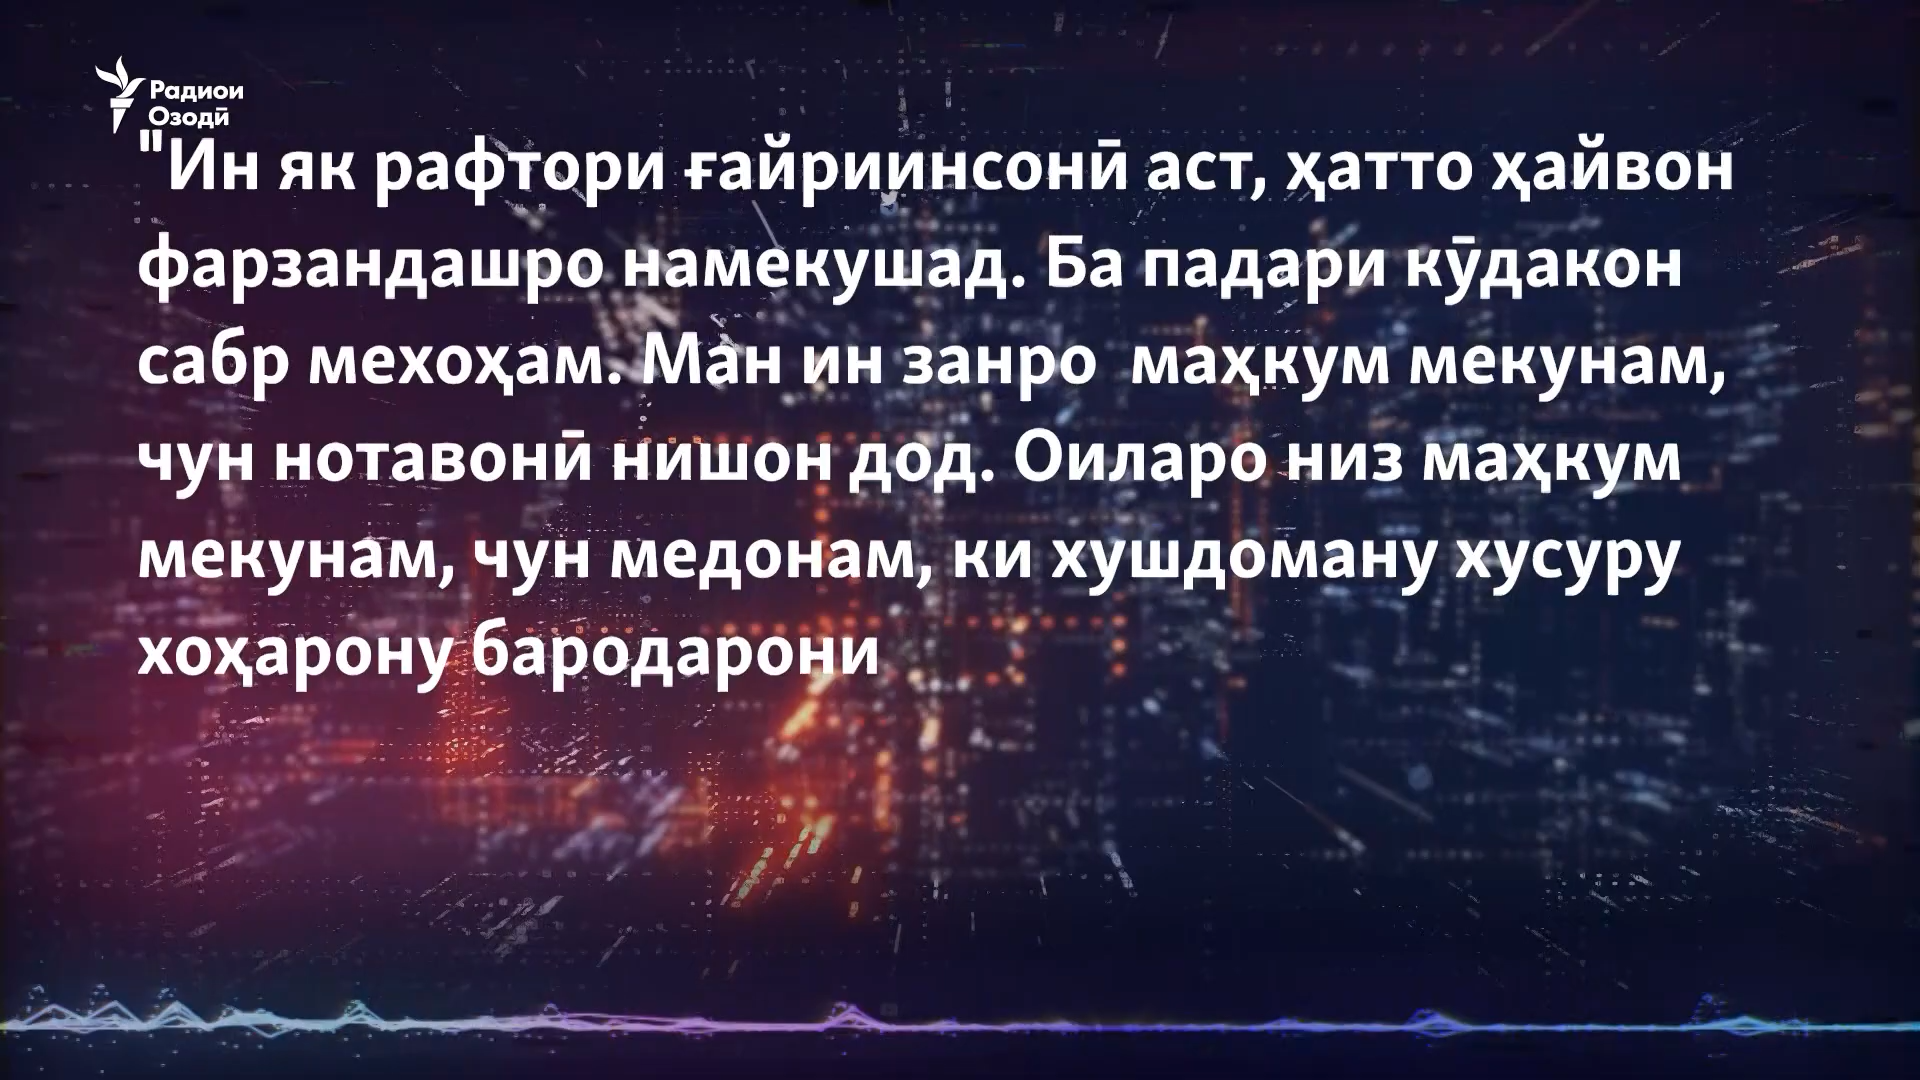 Радиои
Озодӣ
"Ин як рафтори ғайриинсонӣ аст, ҳатто ҳайвон
фарзандашро намекушад. Ба падари кӯдакон
сабр мехоҳам. Ман ин занро  маҳкум мекунам,
чун нотавонӣ нишон дод. Оиларо низ маҳкум
мекунам, чун медонам, ки хушдоману хусуру
хоҳарону бародарони